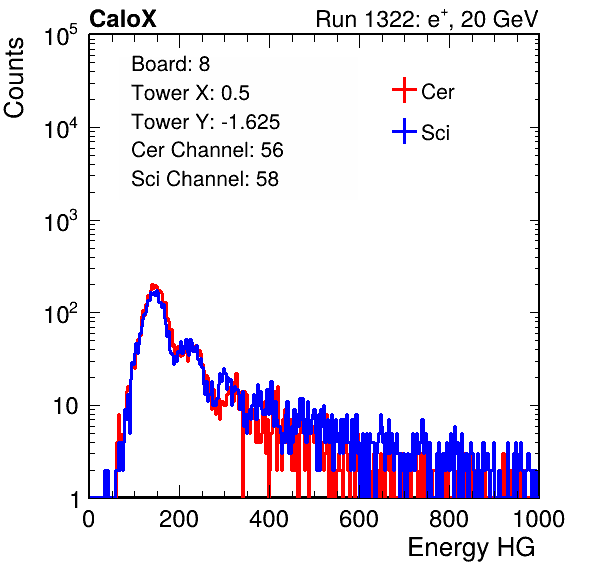 CaloX Run 1322: e⁺, 20 GeV
Counts
Board: 8
Tower X: 0.5
Tower Y: -1.625
Cer Channel: 56
Sci Channel: 58
Cer
Sci
10⁵
10⁴
10³
10²
10
1
0 200 400 600 800 1000
Energy HG